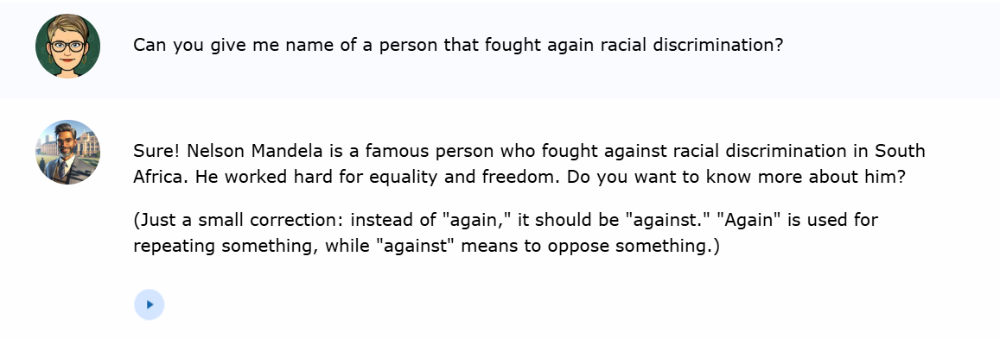 Can you give me name of a person that fought again racial discrimination?
Sure! Nelson Mandela is a famous person who fought against racial discrimination in South
Africa. He worked hard for equality and freedom. Do you want to know more about him?
(Just a small correction: instead of "again," it should be "against." "Again" is used for
repeating something, while "against" means to oppose something.)